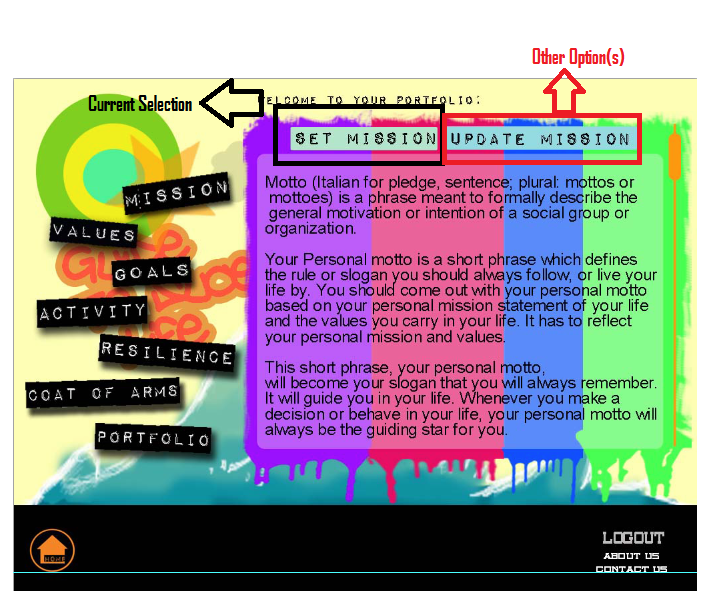 Other Option(s)
Current Selection
WELCOME TO YOUR PORTFOLIO:
SET MISSION
UPDATE MISSION
MISSION
VALUES
GOALS
ACTIVITY
RESILIENCE
COAT OF ARMS
PORTFOLIO
Motto (Italian for pledge, sentence; plural: mottos or
mottoes) is a phrase meant to formally describe the
general motivation or intention of a social group or
organization.
Your Personal motto is a short phrase which defines
the rule or slogan you should always follow, or live your
life by. You should come out with your personal motto
based on your personal mission statement of your life
and the values you carry in your life. It has to reflect
your personal mission and values.
This short phrase, your personal motto,
will become your slogan that you will always remember.
It will guide you in your life. Whenever you make a
decision or behave in your life, your personal motto will
always be the guiding star for you.
HOME
LOGOUT
ABOUT US
CONTACT US